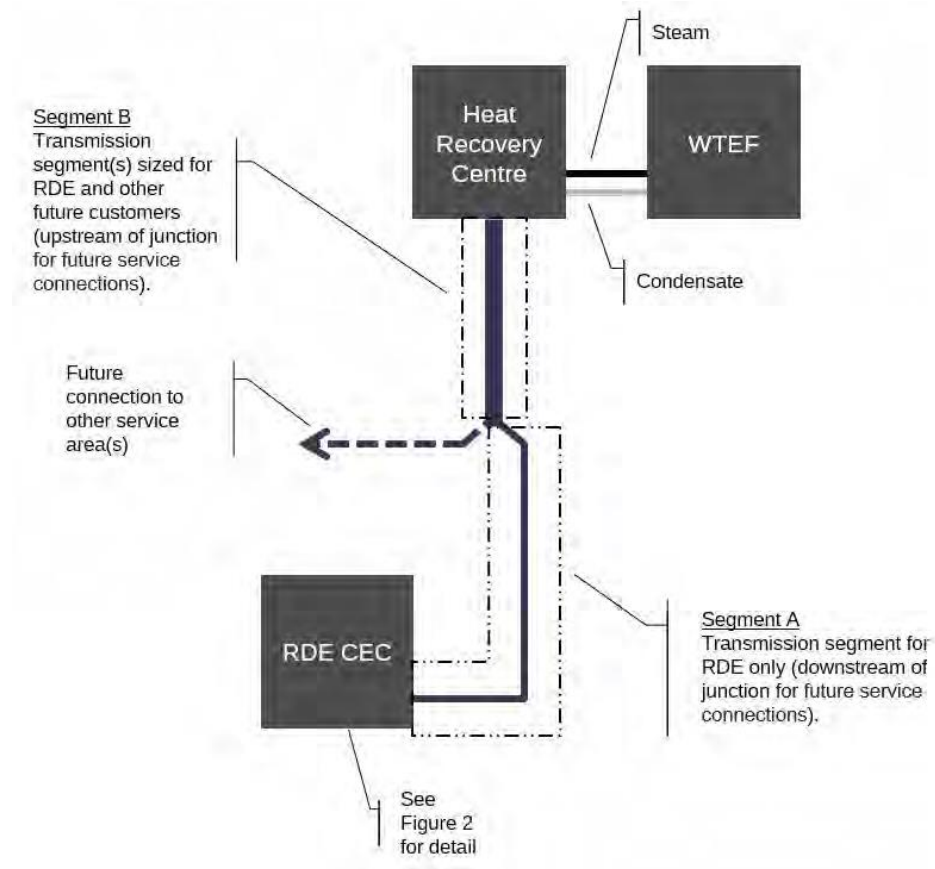 Steam
Heat
Recovery
Centre
WTEF
Segment B
Transmission
segment(s) sized for
RDE and other
future customers
(upstream of junction
for future service
connections).
Condensate
Future
connection to
other service
area(s)
RDE CEC
Segment A
Transmission segment for
RDE only (downstream of
junction for future service
connections).
See
Figure 2
for detail